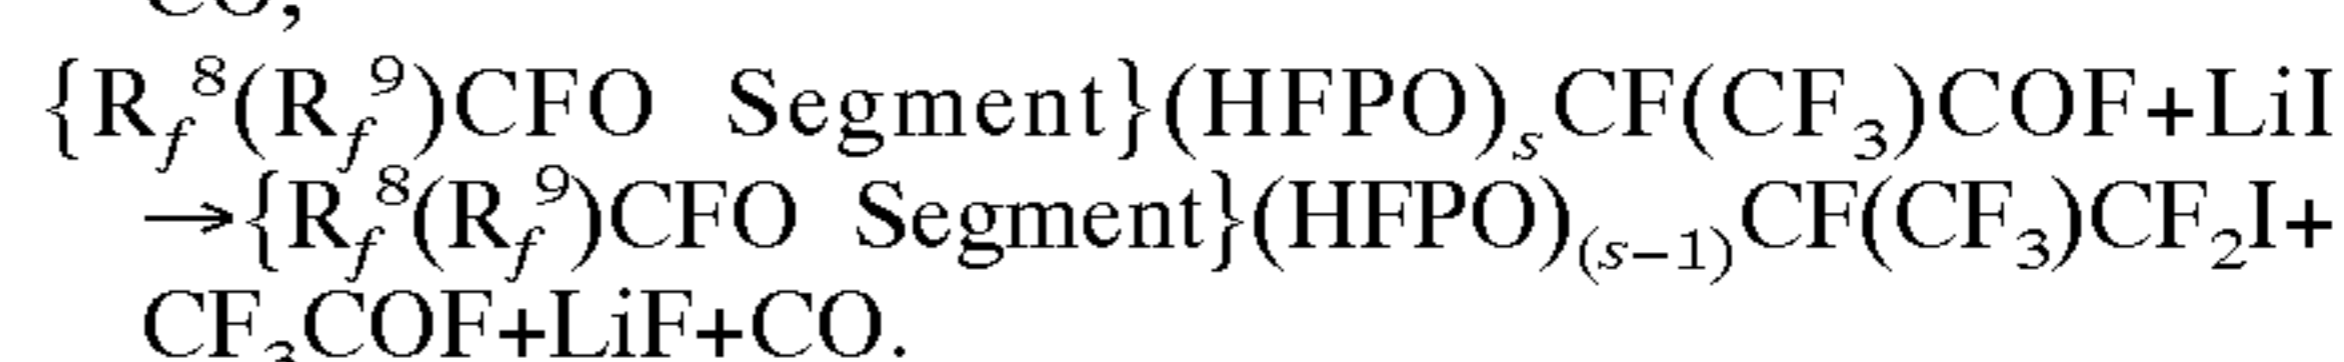 CO,
{R_f^8(R_f^9)CFO Segment}(HFPO)_sCF(CF_3)COF+LiI
→{R_f^8(R_f^9)CFO Segment}(HFPO)_(s−1)CF(CF_3)CF_2I+
CF_3COF+LiF+CO.